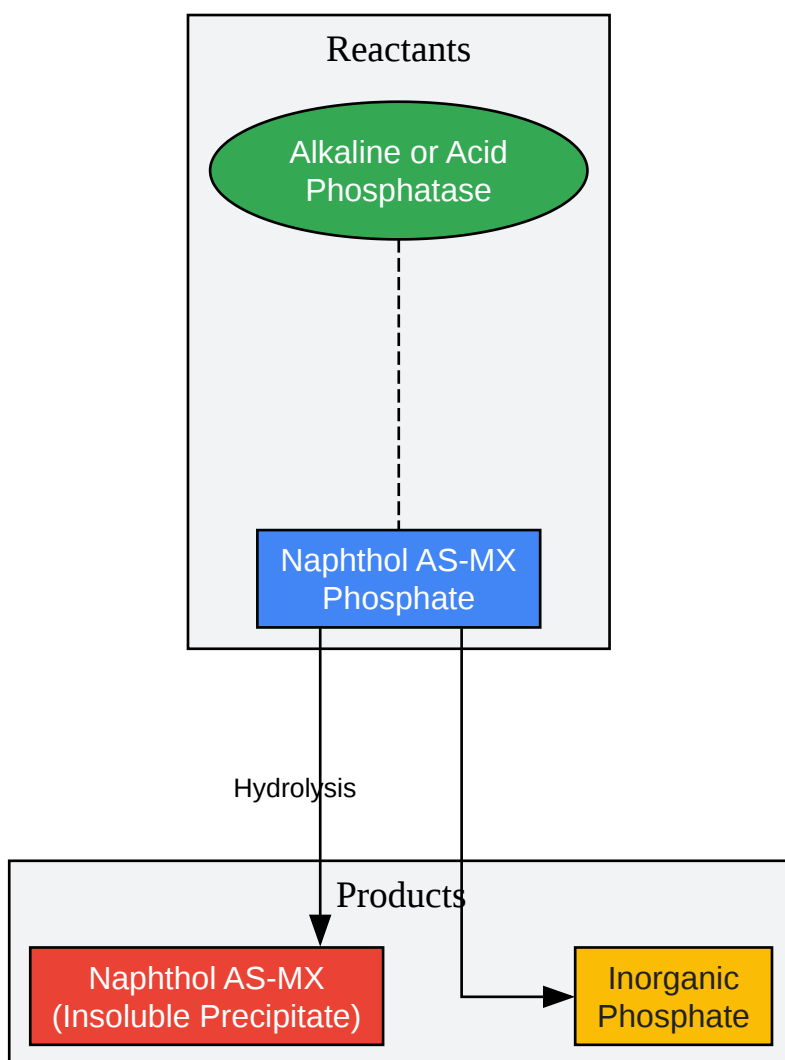 Reactants
Alkaline or Acid
Phosphatase
Naphthol AS-MX
Phosphate
Hydrolysis
Products
Naphthol AS-MX
(Insoluble Precipitate)
Inorganic
Phosphate